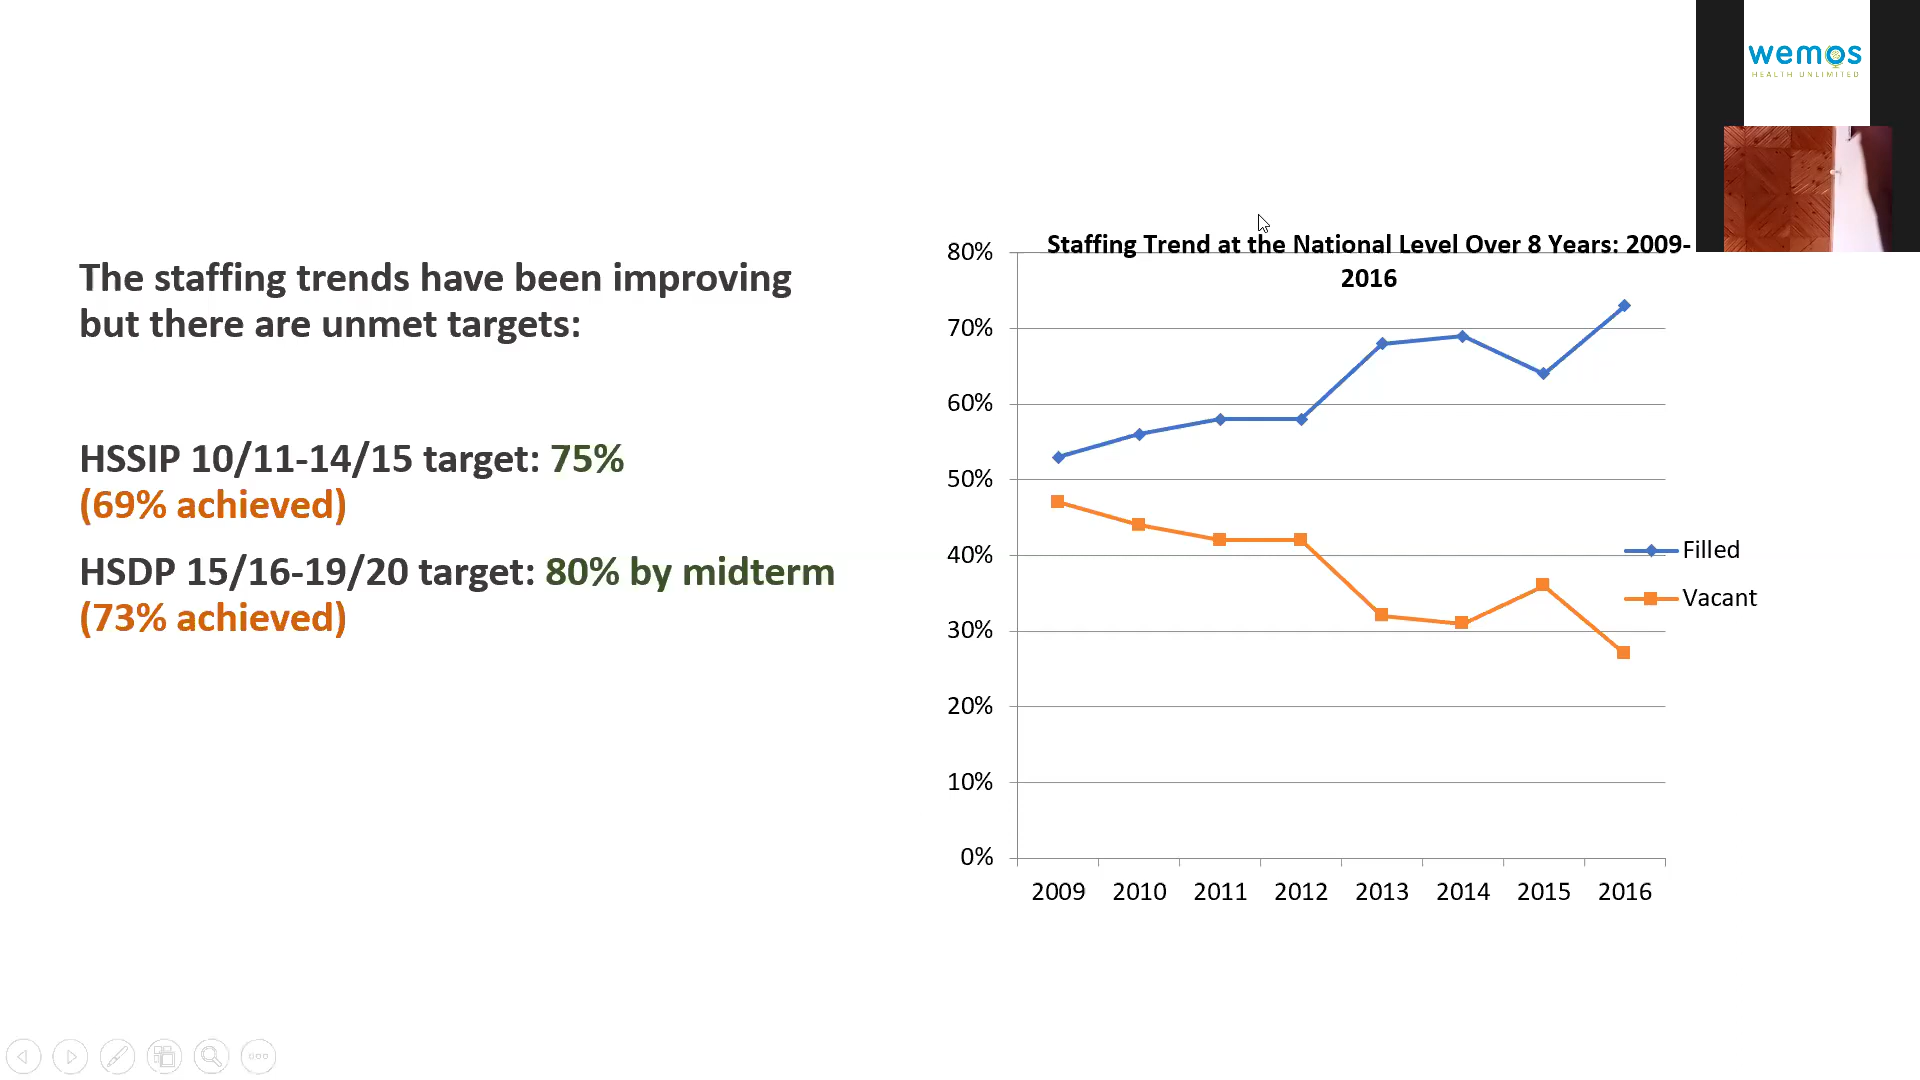 wemos
HEALTH UNLIMITED
The staffing trends have been improving
but there are unmet targets:
HSSIP 10/11-14/15 target: 75%
(69% achieved)
HSDP 15/16-19/20 target: 80% by midterm
(73% achieved)
Staffing Trend at the National Level Over 8 Years: 2009-
2016
80%
70%
60%
50%
40%
30%
20%
10%
0%
2009 2010 2011 2012 2013 2014 2015 2016
Filled
Vacant